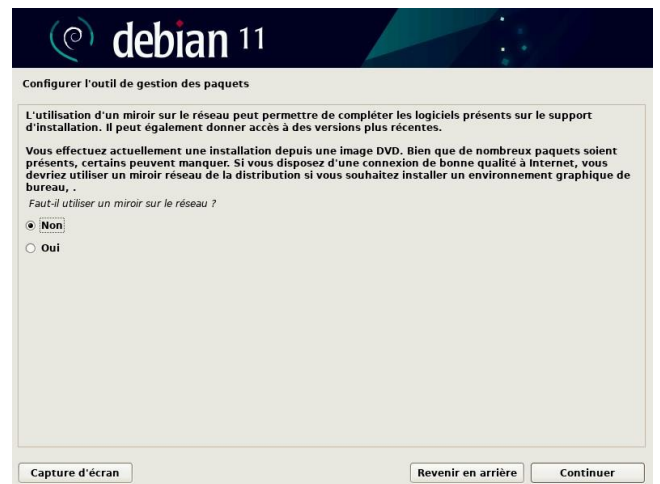 debian 11
Configurer l'outil de gestion des paquets
L'utilisation d'un miroir sur le réseau peut permettre de compléter les logiciels présents sur le support
d'installation. Il peut également donner accès à des versions plus récentes.
Vous effectuez actuellement une installation depuis une image DVD. Bien que de nombreux paquets soient
présents, certains peuvent manquer. Si vous disposez d'une connexion de bonne qualité à Internet, vous
devriez utiliser un miroir réseau de la distribution si vous souhaitez installer un environnement graphique de
bureau, .
Faut-il utiliser un miroir sur le réseau ?
Non
Oui
Capture d'écran
Revenir en arrière
Continuer